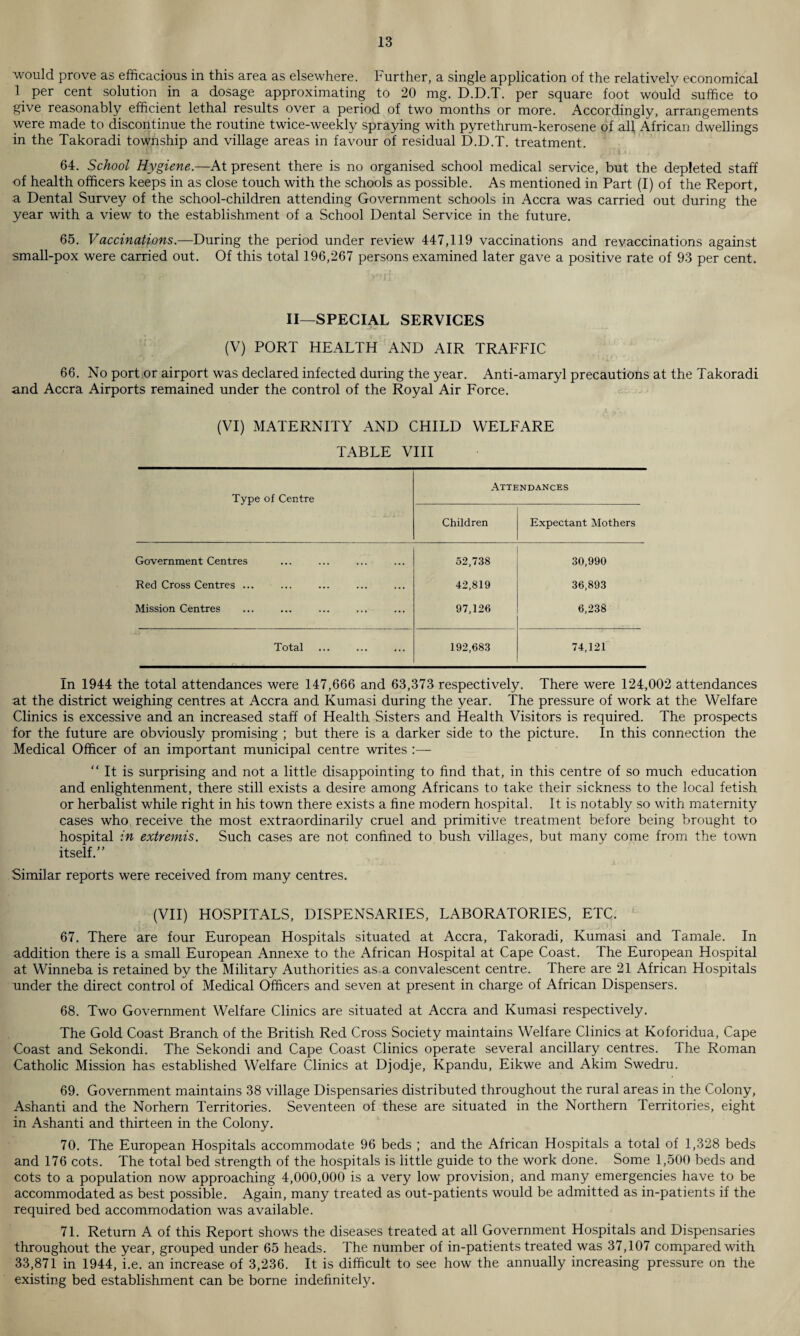 13
would prove as efficacious in this area as elsewhere. Further, a single application of the relatively economical
1 per cent solution in a dosage approximating to 20 mg. D.D.T. per square foot would suffice to
give reasonably efficient lethal results over a period of two months or more. Accordingly, arrangements
were made to discontinue the routine twice-weekly spraying with pyrethrum-kerosene of all African dwellings
in the Takoradi township and village areas in favour of residual D.D.T. treatment.
64. School Hygiene.—At present there is no organised school medical service, but the depleted staff
of health officers keeps in as close touch with the schools as possible. As mentioned in Part (I) of the Report,
a Dental Survey of the school-children attending Government schools in Accra was carried out during the
year with a view to the establishment of a School Dental Service in the future.
65. Vaccinations.—During the period under review 447,119 vaccinations and revaccinations against
small-pox were carried out. Of this total 196,267 persons examined later gave a positive rate of 93 per cent.
II—SPECIAL SERVICES
(V) PORT HEALTH AND AIR TRAFFIC
66. No port or airport was declared infected during the year. Anti-amaryl precautions at the Takoradi
and Accra Airports remained under the control of the Royal Air Force.
(VI) MATERNITY AND CHILD WELFARE
TABLE VIII
Type of Centre Attendances
Children Expectant Mothers
Government Centres ... ... ... ... 52,738 30,990
Red Cross Centres ... ... ... ... ... 42,819 36,893
Mission Centres ... ... ... ... ... 97,126 6,238
Total ... ... ... 192,683 74,121
In 1944 the total attendances were 147,666 and 63,373 respectively. There were 124,002 attendances
at the district weighing centres at Accra and Kumasi during the year. The pressure of work at the Welfare
Clinics is excessive and an increased staff of Health Sisters and Health Visitors is required. The prospects
for the future are obviously promising ; but there is a darker side to the picture. In this connection the
Medical Officer of an important municipal centre writes :—
“ It is surprising and not a little disappointing to find that, in this centre of so much education
and enlightenment, there still exists a desire among Africans to take their sickness to the local fetish
or herbalist while right in his town there exists a fine modern hospital. It is notably so with maternity
cases who receive the most extraordinarily cruel and primitive treatment before being brought to
hospital in extremis. Such cases are not confined to bush villages, but many come from the town
itself.”
Similar reports were received from many centres.
(VII) HOSPITALS, DISPENSARIES, LABORATORIES, ETC.
67. There are four European Hospitals situated at Accra, Takoradi, Kumasi and Tamale. In
addition there is a small European Annexe to the African Hospital at Cape Coast. The European Hospital
at Winneba is retained by the Military Authorities as a convalescent centre. There are 21 African Hospitals
under the direct control of Medical Officers and seven at present in charge of African Dispensers.
68. Two Government Welfare Clinics are situated at Accra and Kumasi respectively.
The Gold Coast Branch of the British Red Cross Society maintains Welfare Clinics at Koforidua, Cape
Coast and Sekondi. The Sekondi and Cape Coast Clinics operate several ancillary centres. The Roman
Catholic Mission has established Welfare Clinics at Djodje, Kpandu, Eikwe and Akim Swedru.
69. Government maintains 38 village Dispensaries distributed throughout the rural areas in the Colony,
Ashanti and the Norhern Territories. Seventeen of these are situated in the Northern Territories, eight
in Ashanti and thirteen in the Colony.
70. The European Hospitals accommodate 96 beds ; and the African Hospitals a total of 1,328 beds
and 176 cots. The total bed strength of the hospitals is little guide to the work done. Some 1,500 beds and
cots to a population now approaching 4,000,000 is a very low provision, and many emergencies have to be
accommodated as best possible. Again, many treated as out-patients would be admitted as in-patients if the
required bed accommodation was available.
71. Return A of this Report shows the diseases treated at all Government Hospitals and Dispensaries
throughout the year, grouped under 65 heads. The number of in-patients treated was 37,107 compared with
33,871 in 1944, i.e. an increase of 3,236. It is difficult to see how the annually increasing pressure on the
existing bed establishment can be borne indefinitely.